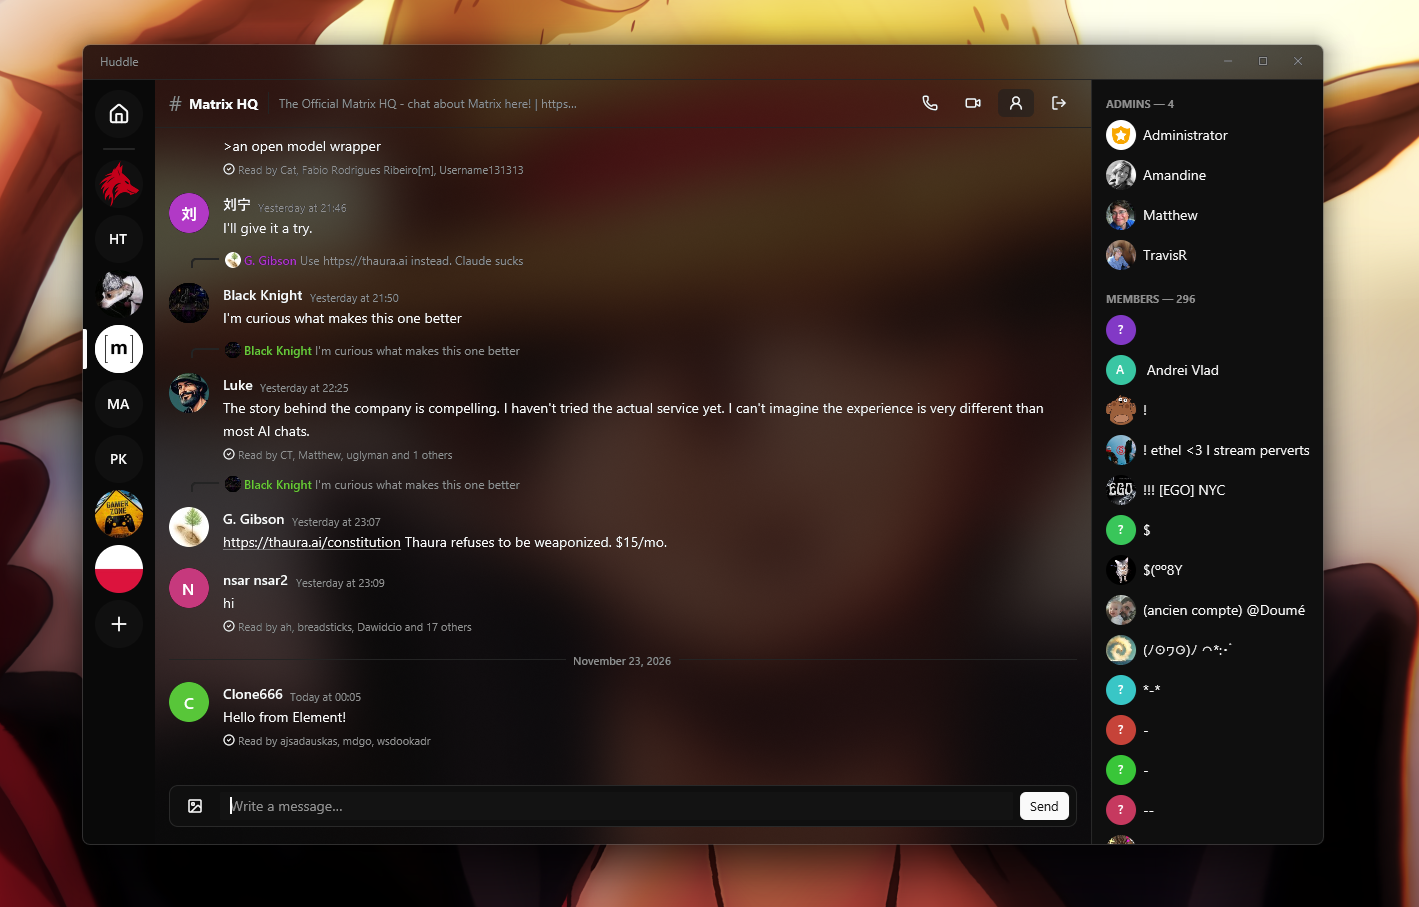 Huddle
HT
[m]
MA
PK
GAMER
ZONE
# Matrix HQ
The Official Matrix HQ - chat about Matrix here! | https...
>an open model wrapper
Read by Cat, Fabio Rodrigues Ribeiro[m], Username131313
刘
刘宁 Yesterday at 21:46
I'll give it a try.
G. Gibson Use https://thaura.ai instead. Claude sucks
Black Knight Yesterday at 21:50
I'm curious what makes this one better
Black Knight I'm curious what makes this one better
Luke Yesterday at 22:25
The story behind the company is compelling. I haven't tried the actual service yet. I can't imagine the experience is very different than
most AI chats.
Read by CT, Matthew, uglyman and 1 others
Black Knight I'm curious what makes this one better
G. Gibson Yesterday at 23:07
https://thaura.ai/constitution Thaura refuses to be weaponized. $15/mo.
N
nsar nsar2 Yesterday at 23:09
hi
Read by ah, breadsticks, Dawidcio and 17 others
November 23, 2026
C
Clone666 Today at 00:05
Hello from Element!
Read by ajsadauskas, mdgo, wsdookadr
Write a message...
Send
ADMINS — 4
Administrator
Amandine
Matthew
TravisR
MEMBERS — 296
?
A Andrei Vlad
!
! ethel <3 I stream perverts
EGO !!! [EGO] NYC
? $
$(ºº8Y
(ancien compte) @Doumé
? *-*
? -
? -
? --